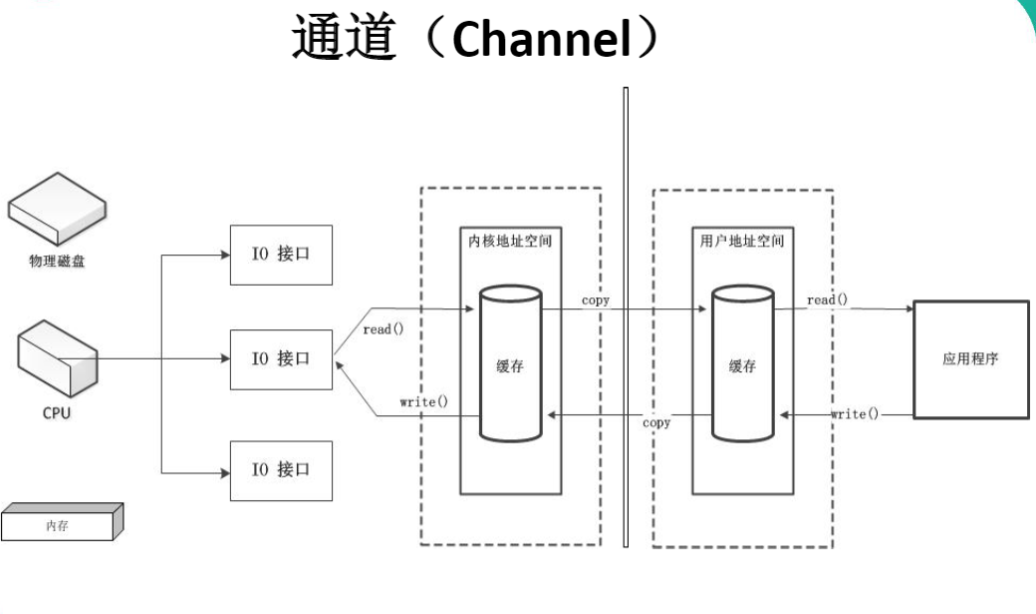 通道（Channel）
物理磁盘
CPU
内存
IO 接口
IO 接口
IO 接口
read()
write()
内核地址空间
缓存
copy
copy
用户地址空间
缓存
read()
write()
应用程序